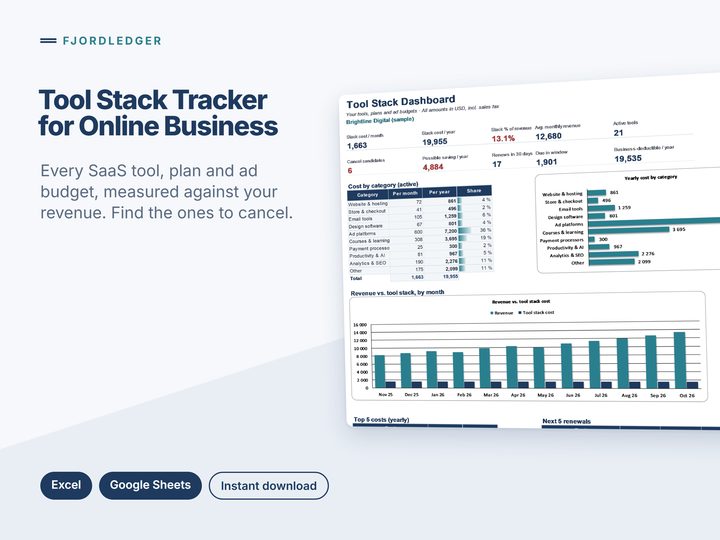 FJORDLEDGER
Tool Stack Tracker
for Online Business
Every SaaS tool, plan and ad
budget, measured against your
revenue. Find the ones to cancel.
Excel
Google Sheets
Instant download
Tool Stack Dashboard
Your tools, plans and ad budgets · All amounts in USD, incl. sales tax
Brightline Digital (sample)
Stack cost / month
Stack cost / year
Stack % of revenue
Avg. monthly revenue
Active tools
1,663
19,955
13.1%
12,680
21
Cancel candidates
Possible saving / year
Renews in 30 days
Due in window
Business-deductible / year
6
4,884
17
1,901
19,535
Cost by category (active)
Category Per month Per year Share
Website & hosting 72 861 4 %
Store & checkout 41 496 2 %
Email tools 105 1,259 6 %
Design software 67 801 4 %
Ad platforms 600 7,200 36 %
Courses & learning 308 3,695 19 %
Payment processo 25 300 2 %
Productivity & AI 81 967 5 %
Analytics & SEO 190 2,276 11 %
Other 175 2,099 11 %
Total 1,663 19,955
Yearly cost by category
Website & hosting 861
Store & checkout 496
Email tools 1 259
Design software 801
Ad platforms
Courses & learning 3 695
Payment processors 300
Productivity & AI 967
Analytics & SEO 2 276
Other 2 099
Revenue vs. tool stack, by month
Revenue vs. tool stack cost
Revenue Tool stack cost
16 000
14 000
12 000
10 000
8 000
6 000
4 000
2 000
0
Nov 25 Dec 25 Jan 26 Feb 26 Mar 26 Apr 26 May 26 Jun 26 Jul 26 Aug 26 Sep 26 Oct 26
Top 5 costs (yearly)
Next 5 renewals